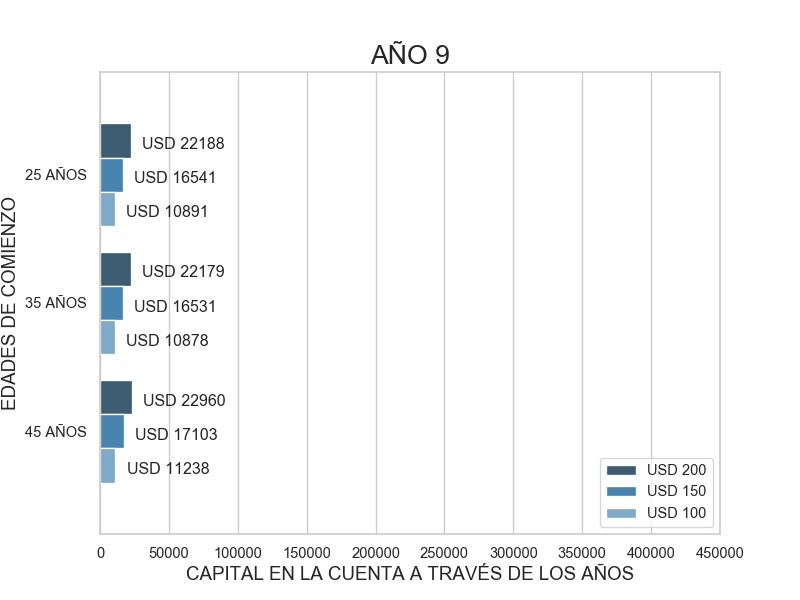 AÑO 9
EDADES DE COMIENZO
25 AÑOS
USD 22188
USD 16541
USD 10891
35 AÑOS
USD 22179
USD 16531
USD 10878
45 AÑOS
USD 22960
USD 17103
USD 11238
USD 200
USD 150
USD 100
0 50000 100000 150000 200000 250000 300000 350000 400000 450000
CAPITAL EN LA CUENTA A TRAVÉS DE LOS AÑOS